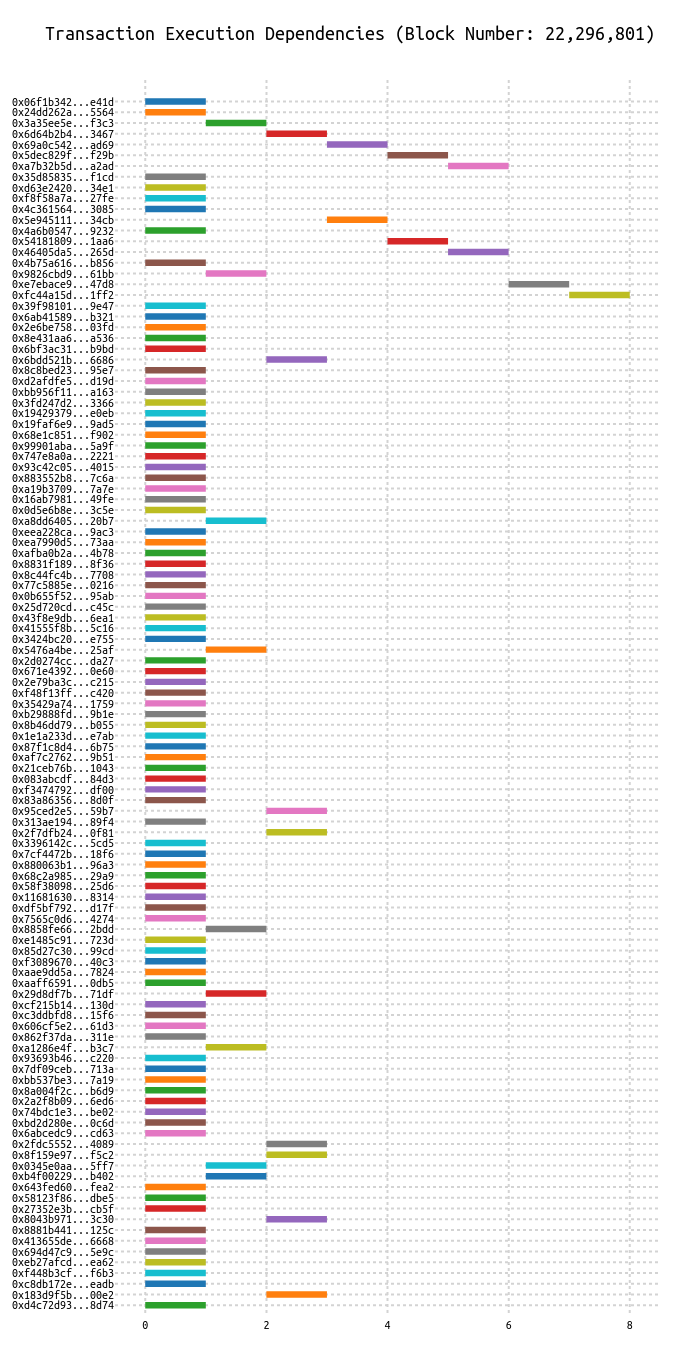 Transaction Execution Dependencies (Block Number: 22,296,801)
0x06f1b342...e41d
0x24dd262a...5564
0x3a35ee5e...f3c3
0x6d64b2b4...3467
0x69a0c542...ad69
0x5dec829f...f29b
0xa7b32b5d...a2ad
0x35d85835...f1cd
0xd63e2420...34e1
0xf8f58a7a...27fe
0x4c361564...3085
0x5e945111...34cb
0x4a6b0547...9232
0x54181809...1aa6
0x46405da5...265d
0x4b75a616...b856
0x9826cbd9...61bb
0xe7ebace9...47d8
0xfc44a15d...1ff2
0x39f98101...9e47
0x6ab41589...b321
0x2e6be758...03fd
0x8e431aa6...a536
0x6bf3ac31...b9bd
0x6bdd521b...6686
0x8c8bed23...95e7
0xd2afdfe5...d19d
0xbb956f11...a163
0x3fd247d2...3366
0x19429379...e0eb
0x19faf6e9...9ad5
0x68e1c851...f902
0x99901aba...5a9f
0x747e8a0a...2221
0x93c42c05...4015
0x883552b8...7c6a
0xa19b3709...7a7e
0x16ab7981...49fe
0x0d5e6b8e...3c5e
0xa8dd6405...20b7
0xeea228ca...9ac3
0xea7990d5...73aa
0xafba0b2a...4b78
0x8831f189...8f36
0x8c44fc4b...7708
0x77c5885e...0216
0x0b655f52...95ab
0x25d720cd...c45c
0x43f8e9db...6ea1
0x41555f8b...5c16
0x3424bc20...e755
0x5476a4be...25af
0x2d0274cc...da27
0x671e4392...0e60
0x2e79ba3c...c215
0xf48f13ff...c420
0x35429a74...1759
0xb29888fd...9b1e
0x8b46dd79...b055
0x1e1a233d...e7ab
0x87f1c8d4...6b75
0xaf7c2762...9b51
0x21ceb76b...1043
0x083abcdf...84d3
0xf3474792...df00
0x83a86356...8d0f
0x95ced2e5...59b7
0x313ae194...89f4
0x2f7dfb24...0f81
0x3396142c...5cd5
0x7cf4472b...18f6
0x880063b1...96a3
0x68c2a985...29a9
0x58f38098...25d6
0x11681630...8314
0xdf5bf792...d17f
0x7565c0d6...4274
0x8858fe66...2bdd
0xe1485c91...723d
0x85d27c30...99cd
0xf3089670...40c3
0xaae9dd5a...7824
0xaaff6591...0db5
0x29d8df7b...71df
0xcf215b14...130d
0xc3ddbfd8...15f6
0x606cf5e2...61d3
0x862f37da...311e
0xa1286e4f...b3c7
0x93693b46...c220
0x7df09ceb...713a
0xbb537be3...7a19
0x8a004f2c...b6d9
0x2a2f8b09...6ed6
0x74bdc1e3...be02
0xbd2d280e...0c6d
0x6abcedc9...cd63
0x2fdc5552...4089
0x8f159e97...f5c2
0x0345e0aa...5ff7
0xb4f00229...b402
0x643fed60...fea2
0x58123f86...dbe5
0x27352e3b...cb5f
0x8043b971...3c30
0x8881b441...125c
0x413655de...6668
0x694d47c9...5e9c
0xeb27afcd...ea62
0xf448b3cf...f6b3
0xc8db172e...eadb
0x183d9f5b...00e2
0xd4c72d93...8d74
0 2 4 6 8